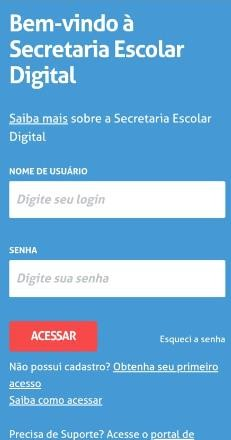 Bem-vindo à
Secretaria Escolar
Digital
Saiba mais sobre a Secretaria Escolar
Digital
NOME DE USUÁRIO
Digite seu login
SENHA
Digite sua senha
ACESSAR
Esqueci a senha
Não possui cadastro? Obtenha seu primeiro
acesso
Saiba como acessar
Precisa de Suporte? Acesse o portal de